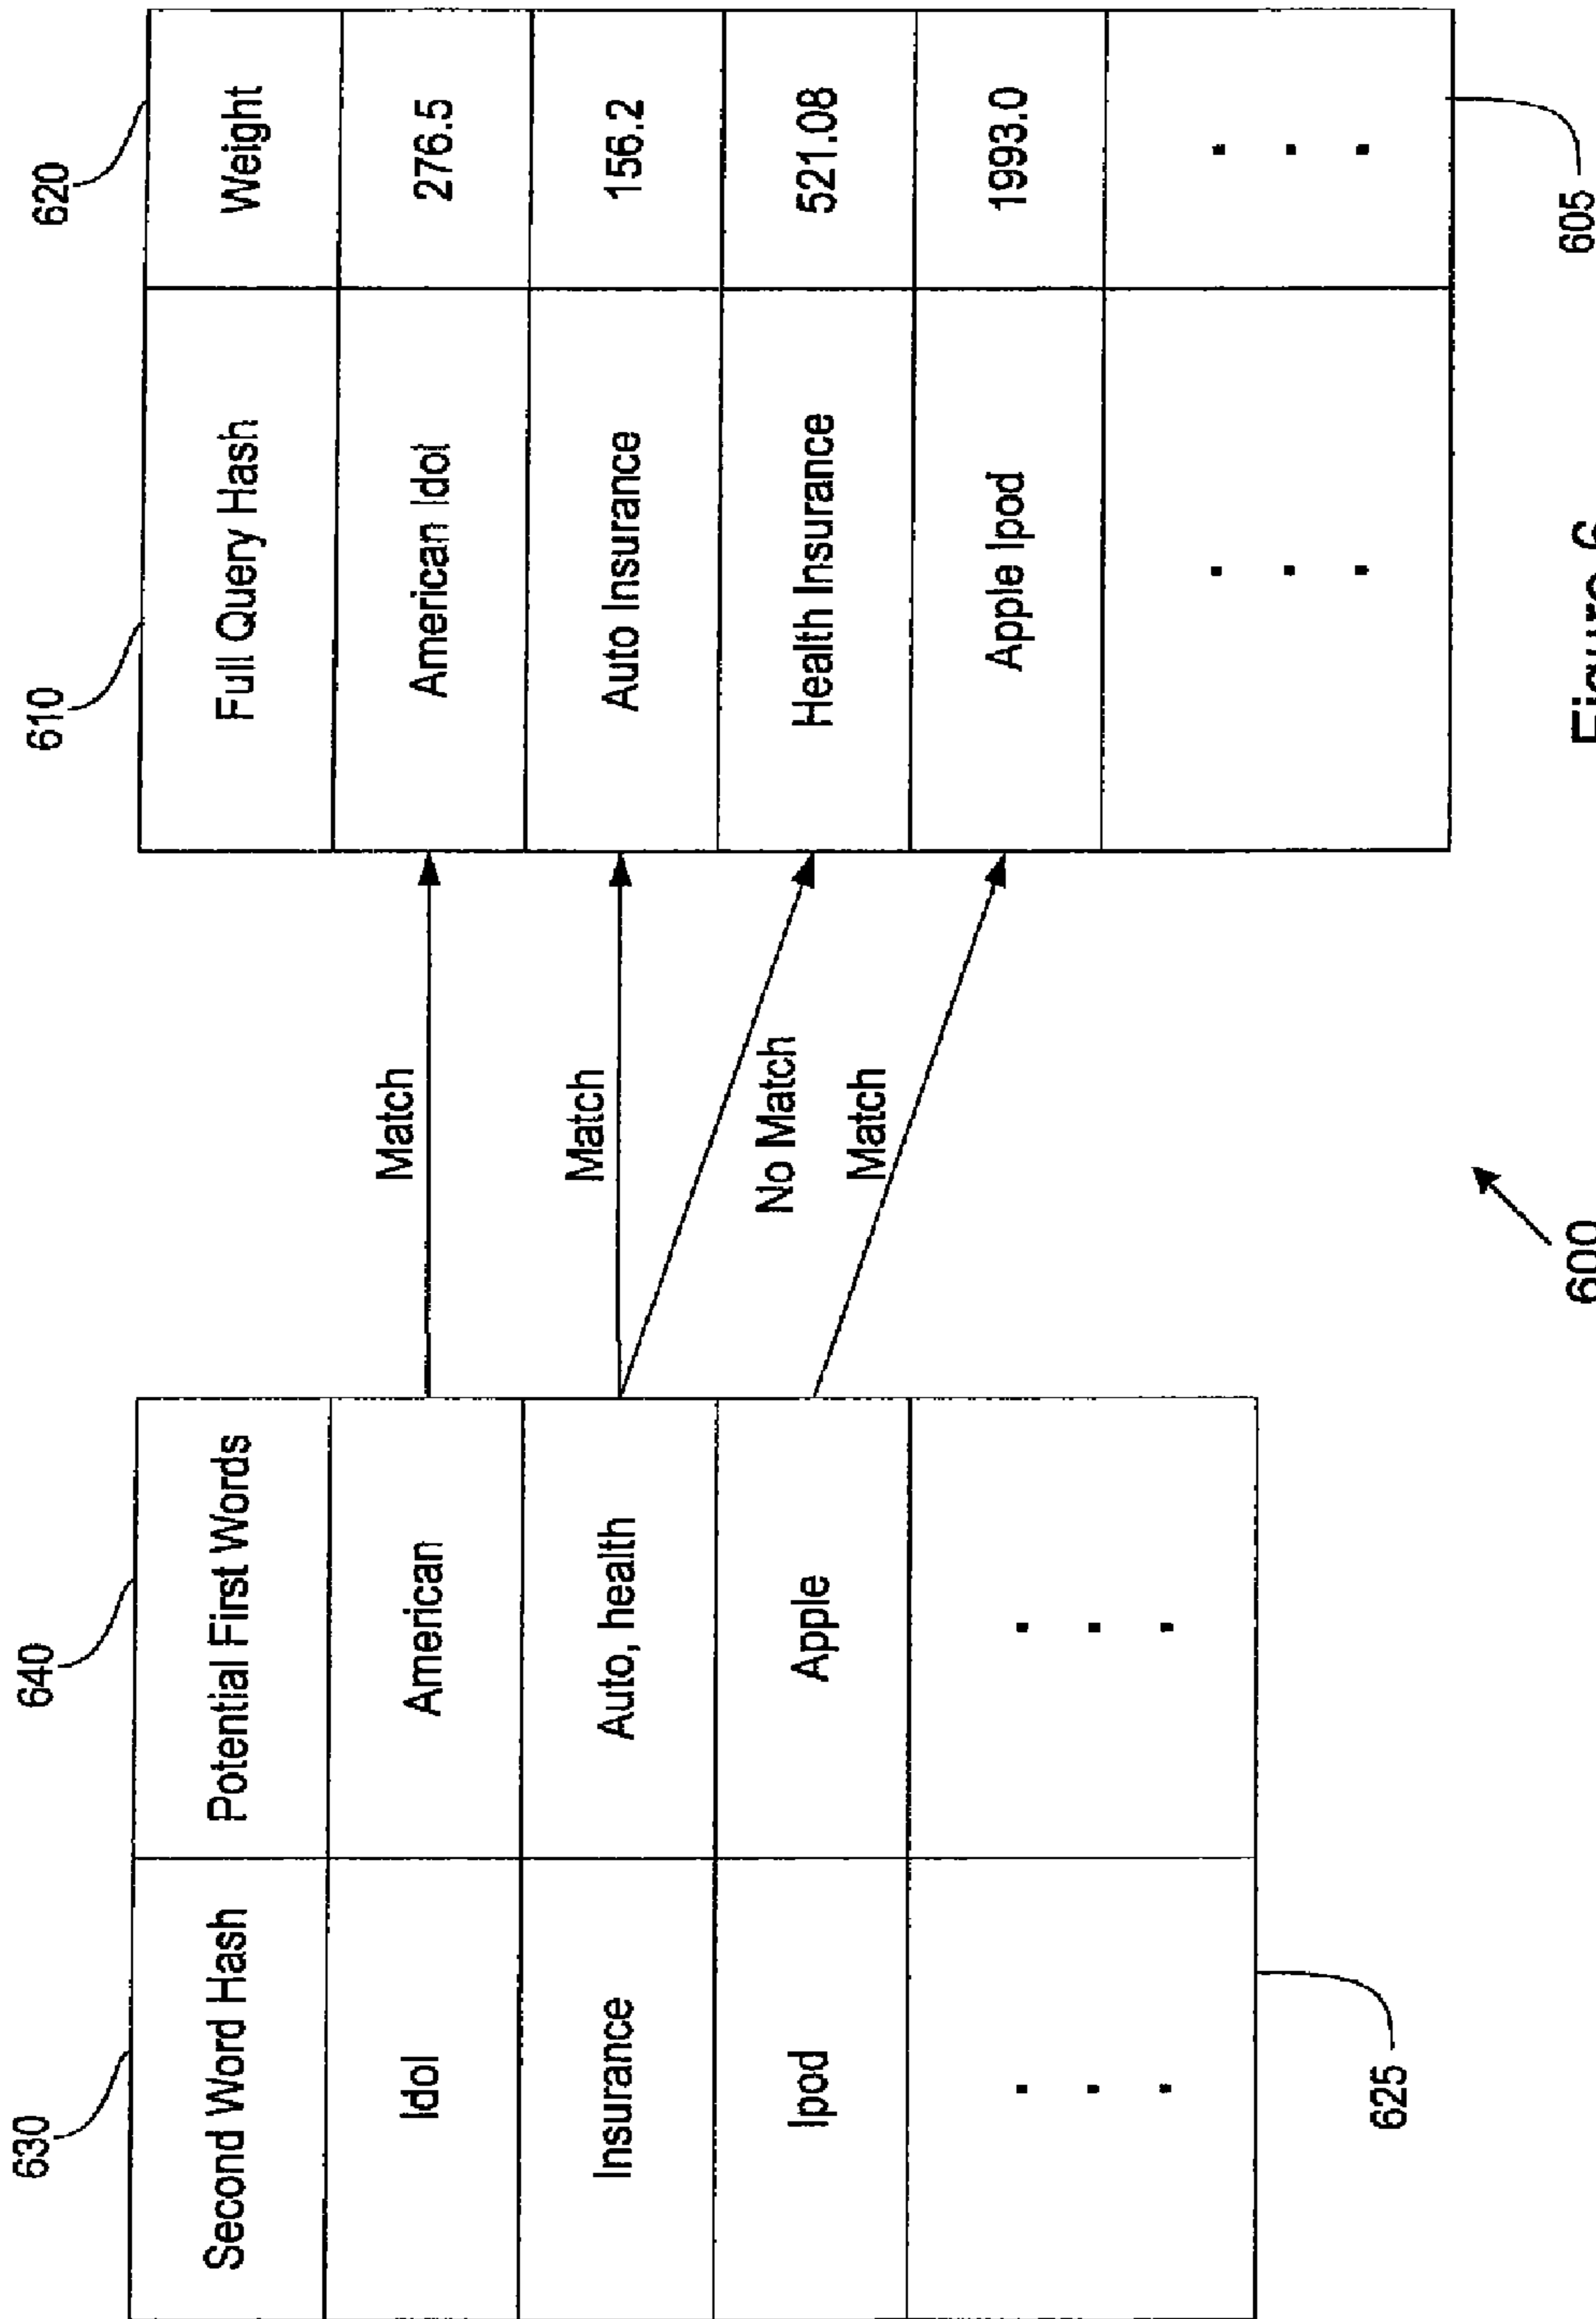 630
640
Second Word Hash Potential First Words
Idol American
Insurance Auto, health
Ipod Apple
. . . . . .
625
Match
Match
No Match
Match
610
620
Full Query Hash Weight
American Idol 276.5
Auto Insurance 156.2
Health Insurance 521.08
Apple Ipod 1993.0
. . . . . .
605
600
Figure 6